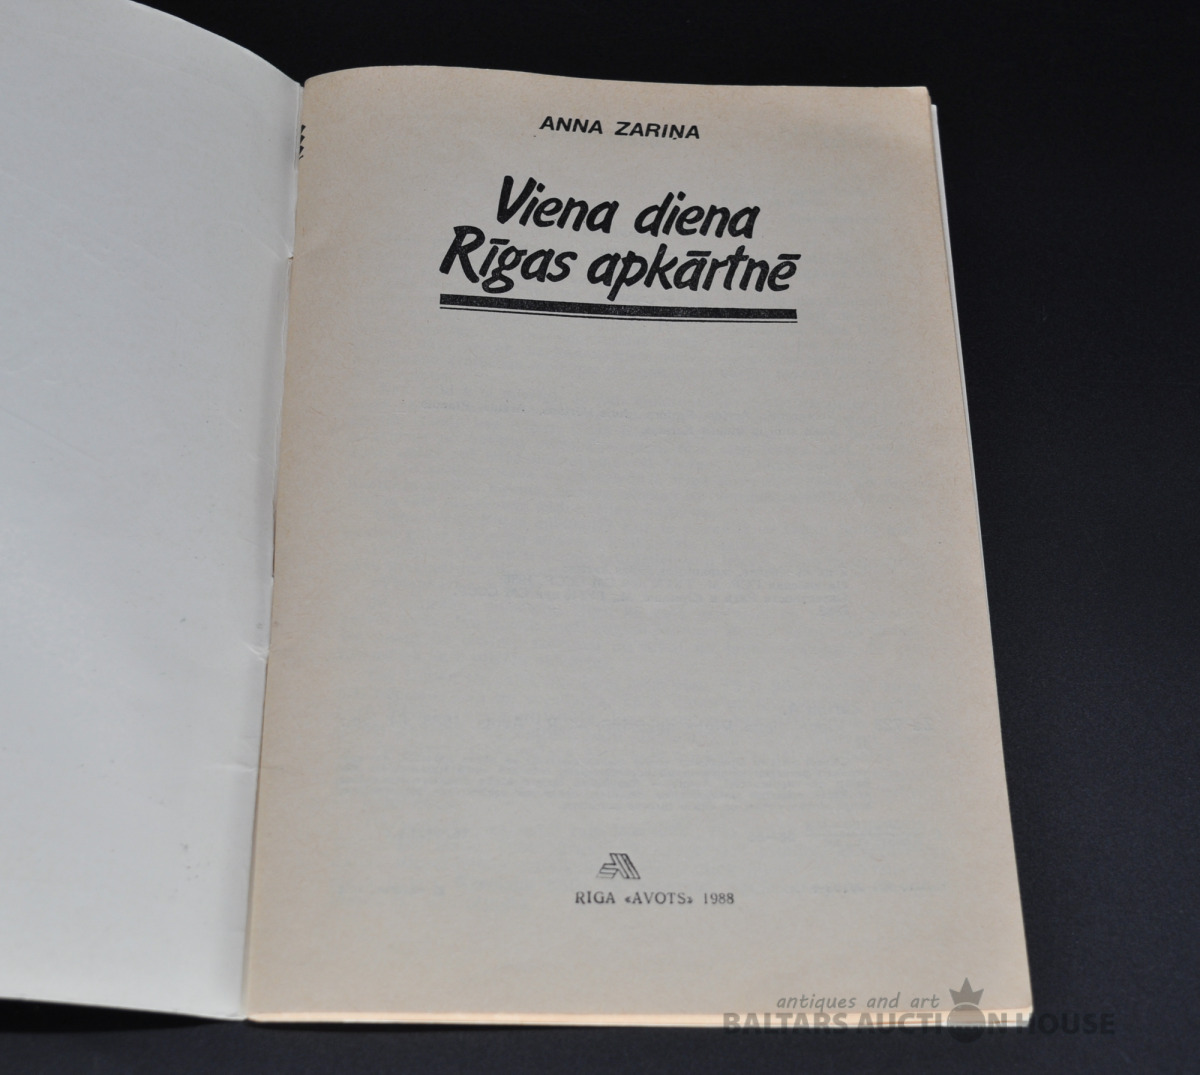 ANNA ZARIŅA
Viena diena
Rīgas apkārtnē
RĪGA «AVOTS» 1988
antiques and art
BALTARS AUCTION HOUSE